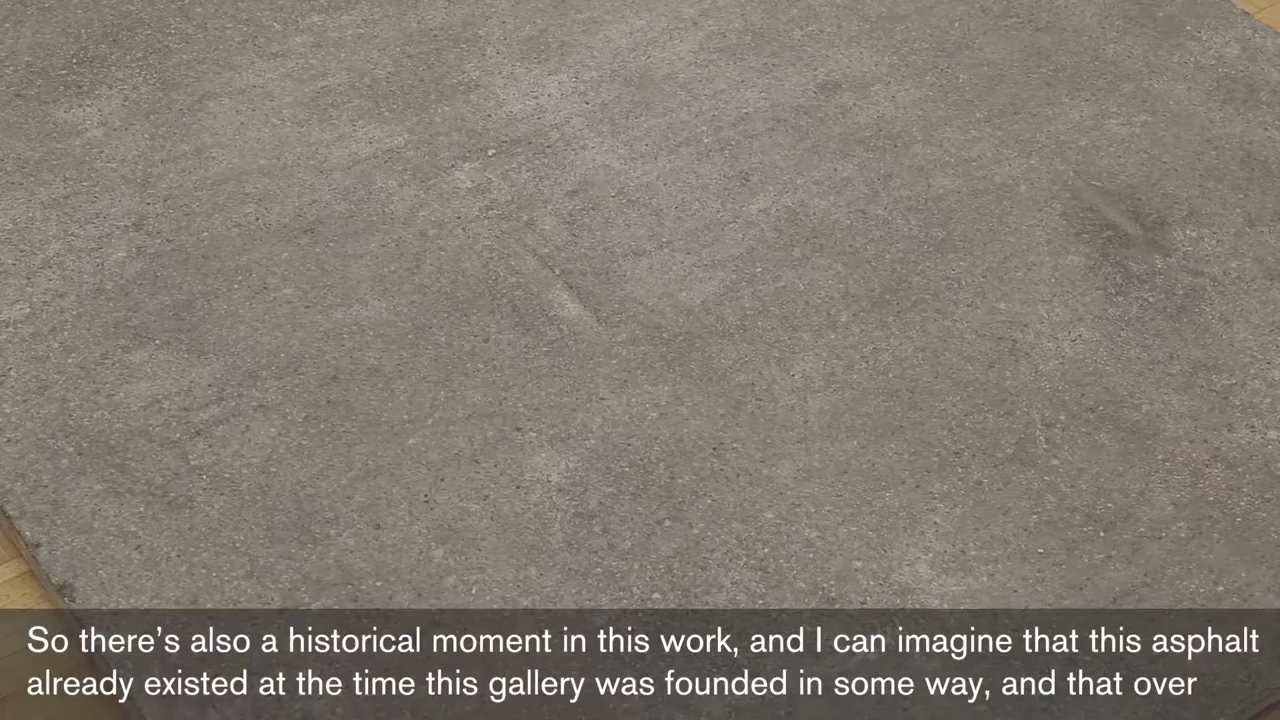 So there’s also a historical moment in this work, and I can imagine that this asphalt
already existed at the time this gallery was founded in some way, and that over